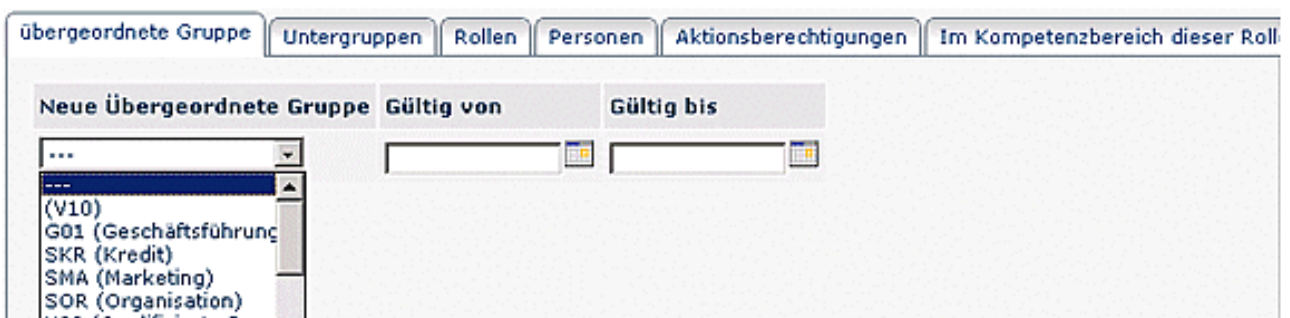 übergeordnete Gruppe Untergruppen Rollen Personen Aktionsberechtigungen Im Kompetenzbereich dieser
Neue Übergeordnete Gruppe Gültig von Gültig bis
---
---
(V10)
G01 (Geschäftsführung
SKR (Kredit)
SMA (Marketing)
SOR (Organisation)